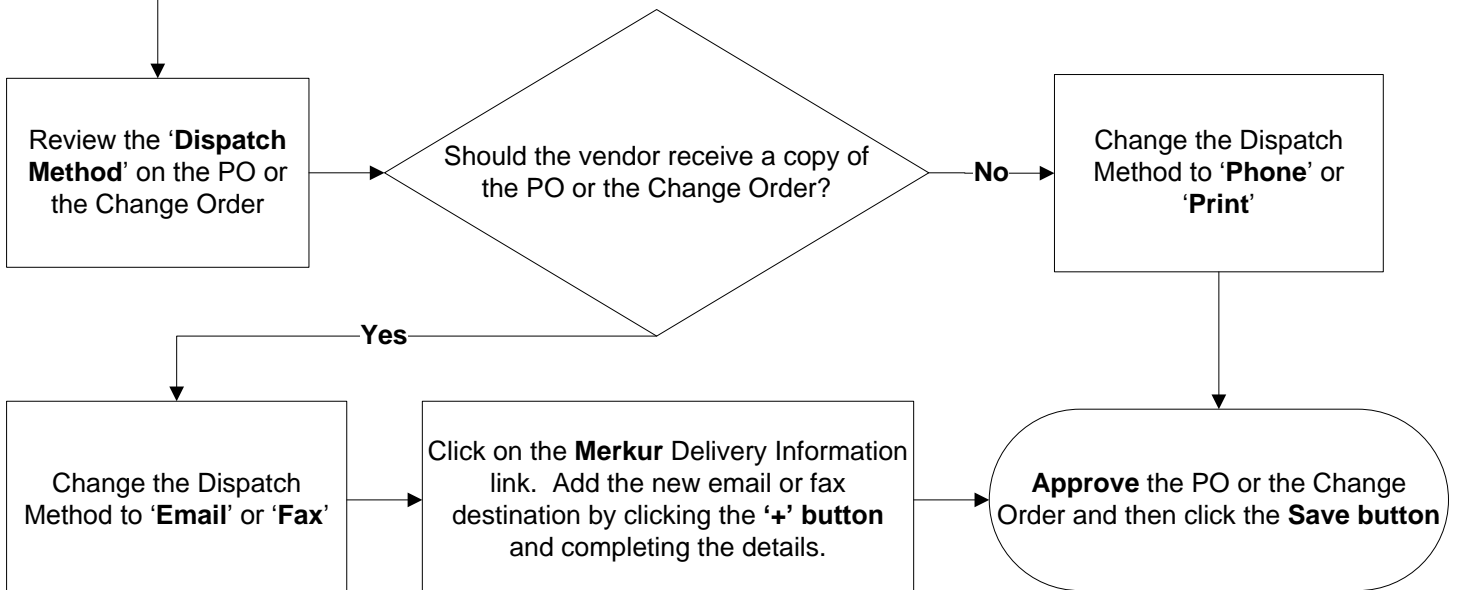 Review the ‘Dispatch
Method’ on the PO or
the Change Order
Should the vendor receive a copy of
the PO or the Change Order?
No
Change the Dispatch
Method to ‘Phone’ or
‘Print’
Yes
Change the Dispatch
Method to ‘Email’ or ‘Fax’
Click on the Merkur Delivery Information
link.  Add the new email or fax
destination by clicking the ‘+’ button
and completing the details.
Approve the PO or the Change
Order and then click the Save button